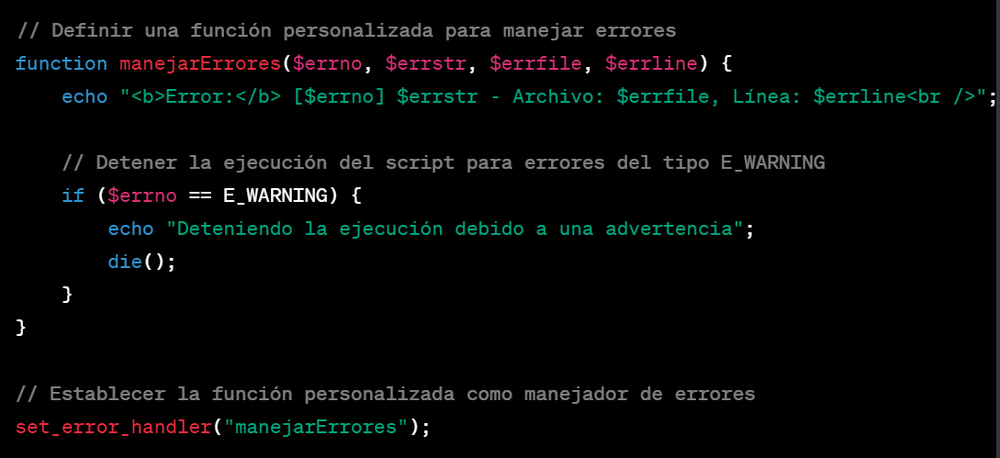 // Definir una función personalizada para manejar errores
function manejarErrores($errno, $errstr, $errfile, $errline) {
    echo "<b>Error:</b> [$errno] $errstr - Archivo: $errfile, Línea: $errline<br />";
    // Detener la ejecución del script para errores del tipo E_WARNING
    if ($errno == E_WARNING) {
        echo "Deteniendo la ejecución debido a una advertencia";
        die();
    }
}
// Establecer la función personalizada como manejador de errores
set_error_handler("manejarErrores");